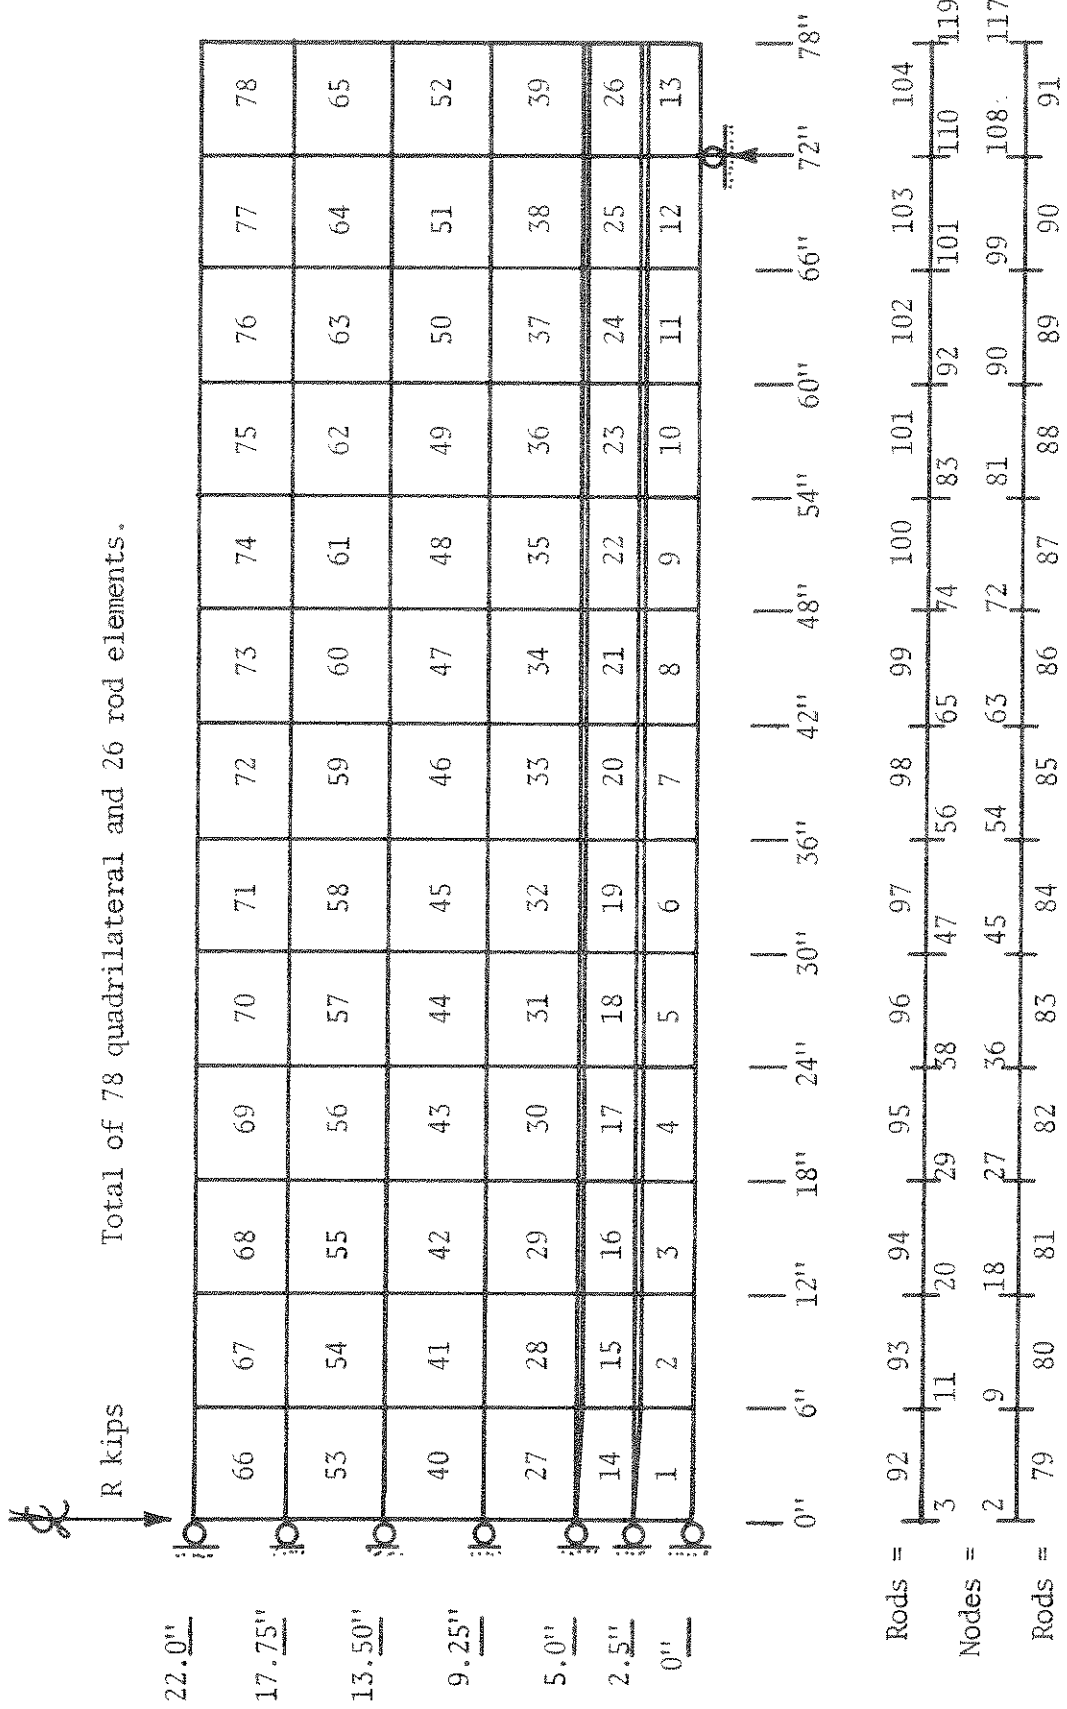 ℄
R kips Total of 78 quadrilateral and 26 rod elements.
22.0"
66 67 68 69 70 71 72 73 74 75 76 77 78
17.75"
53 54 55 56 57 58 59 60 61 62 63 64 65
13.50"
40 41 42 43 44 45 46 47 48 49 50 51 52
9.25"
27 28 29 30 31 32 33 34 35 36 37 38 39
5.0"
14 15 16 17 18 19 20 21 22 23 24 25 26
2.5"
1 2 3 4 5 6 7 8 9 10 11 12 13
0"
0" 6" 12" 18" 24" 30" 36" 42" 48" 54" 60" 66" 72" 78"
Rods = 92 93 94 95 96 97 98 99 100 101 102 103 104
3 11 20 29 38 47 56 65 74 83 92 101 110 119
Nodes =
2 9 18 27 36 45 54 63 72 81 90 99 108 117
Rods = 79 80 81 82 83 84 85 86 87 88 89 90 91